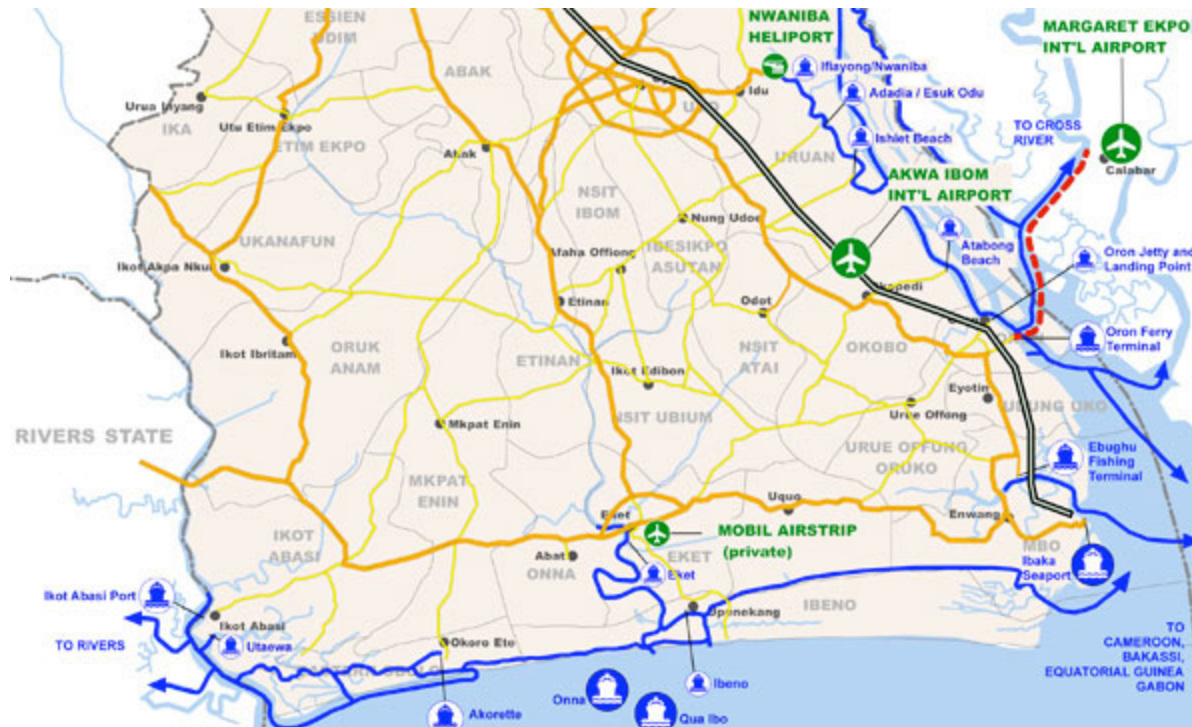 ESSIEN
UDIM
NWANIBA
HELIPORT
MARGARET EKPO
INT'L AIRPORT
ABAK
Ifiayong/Nwaniba
Urua Inyang
IKA
Utu Etim Ekpo
ETIM EKPO
Idu
Adadia / Esuk Odu
TO CROSS
RIVER
Ishiet Beach
Calabar
Abak
URUAN
AKWA IBOM
INT'L AIRPORT
NSIT
IBOM
Nung Udoe
UKANAFUN
Afaha Offiong
IBESIKPO
ASUTAN
Atabong
Beach
Oron Jetty and
Landing Point
Ikot Akpa Nkuk
Etinan
Odot
Okopedi
Oron Ferry
Terminal
Ikot Ibritam
ORUK
ANAM
ETINAN
NSIT
ATAI
OKOBO
Ikot Edibon
Eyotin
NSIT UBIUM
Urue Offong
UDUNG UKO
RIVERS STATE
Mkpat Enin
URUE OFFUNG
ORUKO
Ebughu
Fishing
Terminal
MKPAT
ENIN
Uquo
Eket
Enwang
IKOT
ABASI
MOBIL AIRSTRIP
(private)
MBO
Abat
ONNA
EKET
Eket
Ibaka
Seaport
Ikot Abasi Port
Upenekang
IBENO
Ikot Abasi
TO RIVERS
Utaewa
Okoro Ete
TO
CAMEROON,
BAKASSI,
EQUATORIAL GUINEA
GABON
Onna
Ibeno
Akorette
Qua Ibo